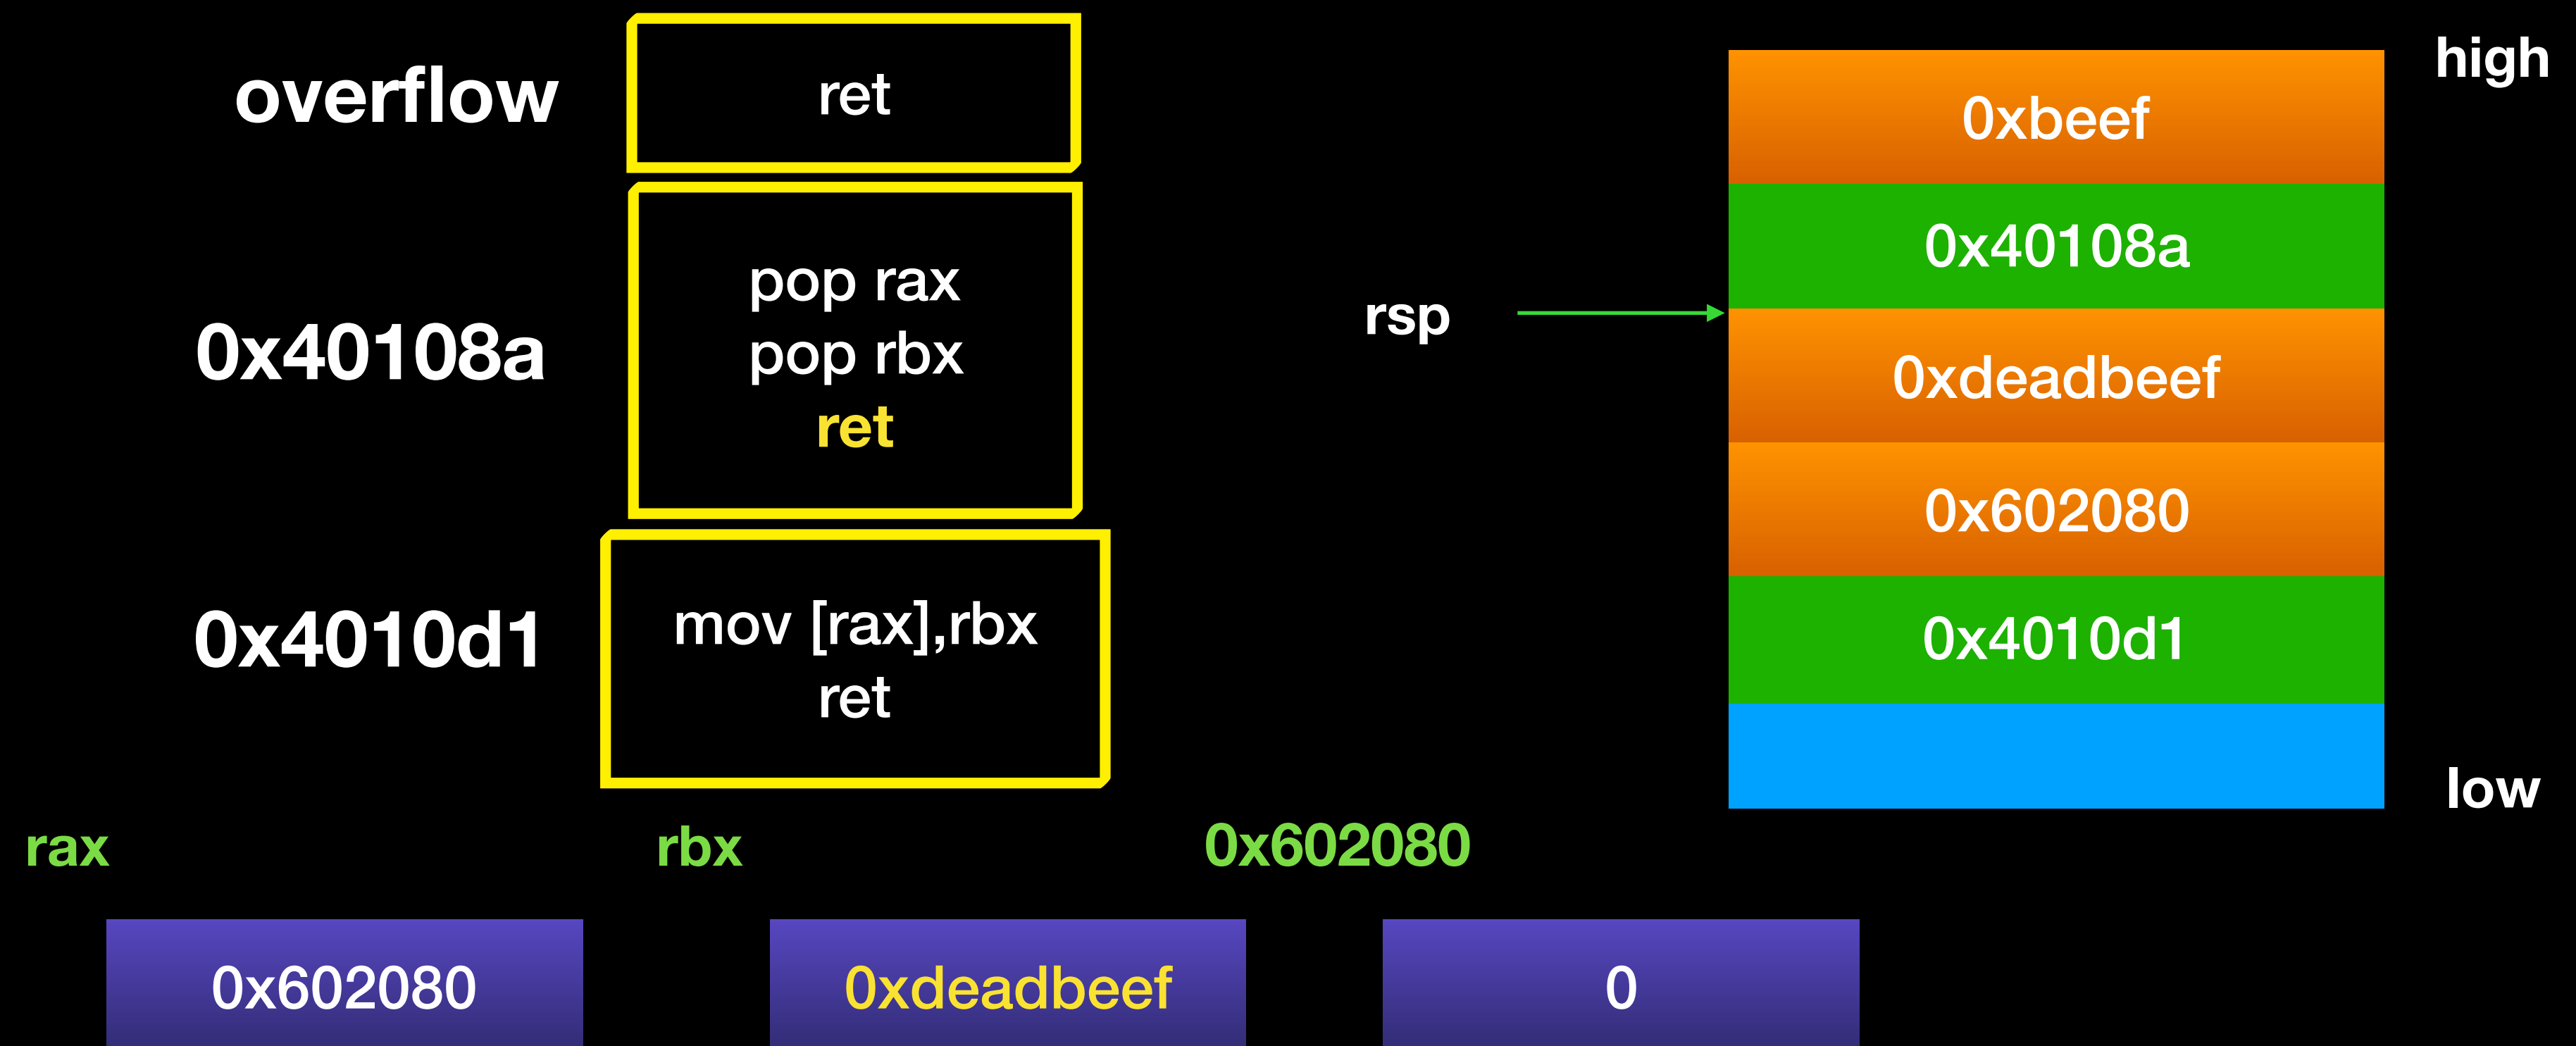 overflow
ret
0x40108a
pop rax
pop rbx
ret
0x4010d1
mov [rax],rbx
ret
rsp
high
0xbeef
0x40108a
0xdeadbeef
0x602080
0x4010d1
low
rax
0x602080
rbx
0xdeadbeef
0x602080
0